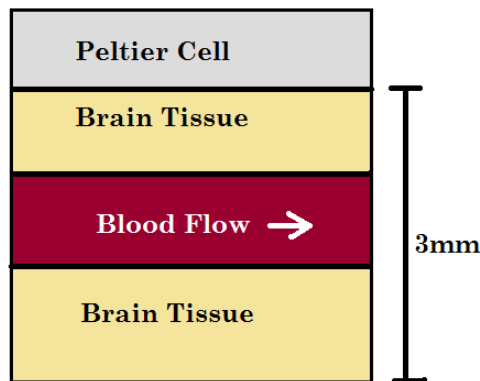 Peltier Cell
Brain Tissue
Blood Flow
3mm
Brain Tissue